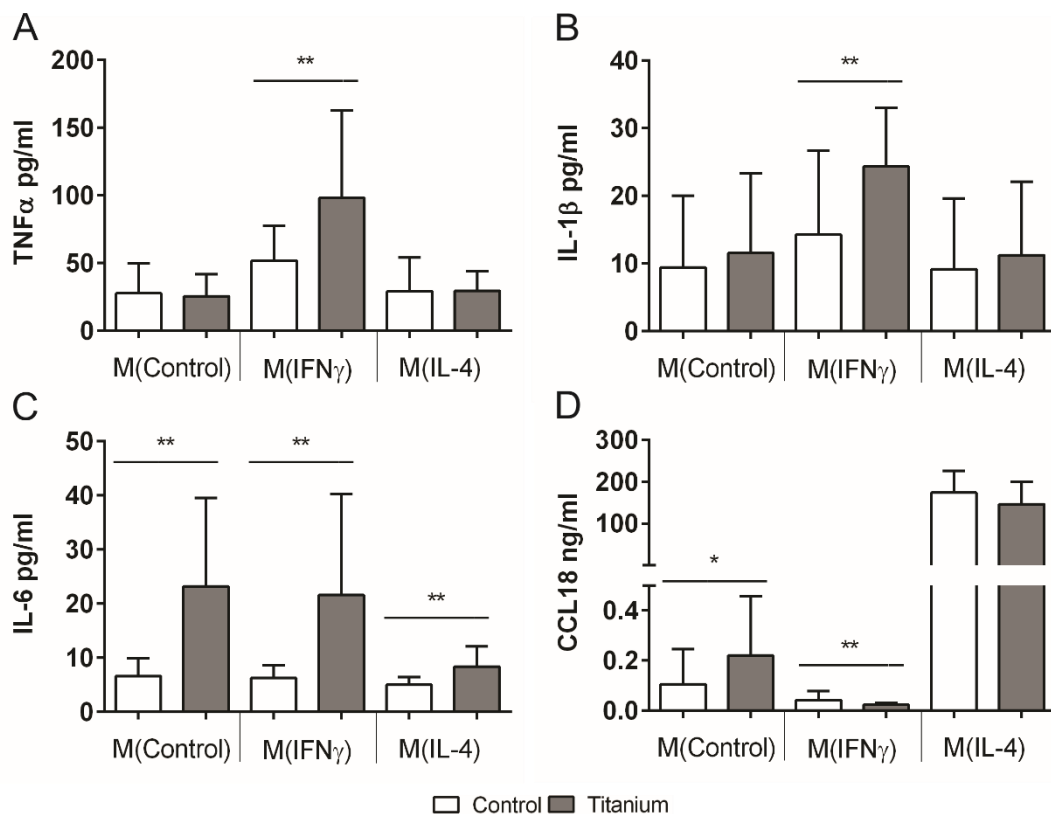 A
TNFα pg/ml
200
150
100
50
0
**
M(Control) M(IFNγ) M(IL-4)
B
IL-1β pg/ml
40
30
20
10
0
**
M(Control) M(IFNγ) M(IL-4)
C
IL-6 pg/ml
50
40
30
20
10
0
**
**
**
M(Control) M(IFNγ) M(IL-4)
D
CCL18 ng/ml
300
200
100
0.4
0.2
0.0
*
**
M(Control) M(IFNγ) M(IL-4)
Control Titanium